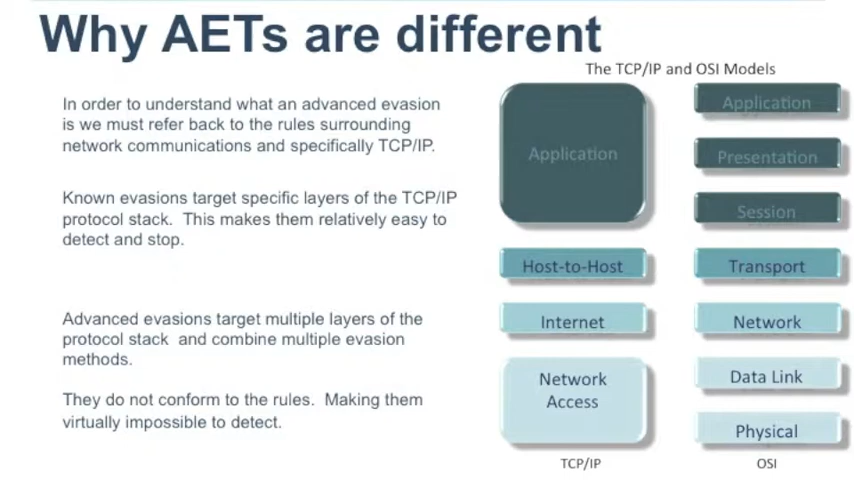 Why AETs are different
The TCP/IP and OSI Models
In order to understand what an advanced evasion
is we must refer back to the rules surrounding
network communications and specifically TCP/IP.
Known evasions target specific layers of the TCP/IP
protocol stack. This makes them relatively easy to
detect and stop.
Advanced evasions target multiple layers of the
protocol stack and combine multiple evasion
methods.
They do not conform to the rules. Making them
virtually impossible to detect.
Application
Host-to-Host
Internet
Network
Access
TCP/IP
Application
Presentation
Session
Transport
Network
Data Link
Physical
OSI